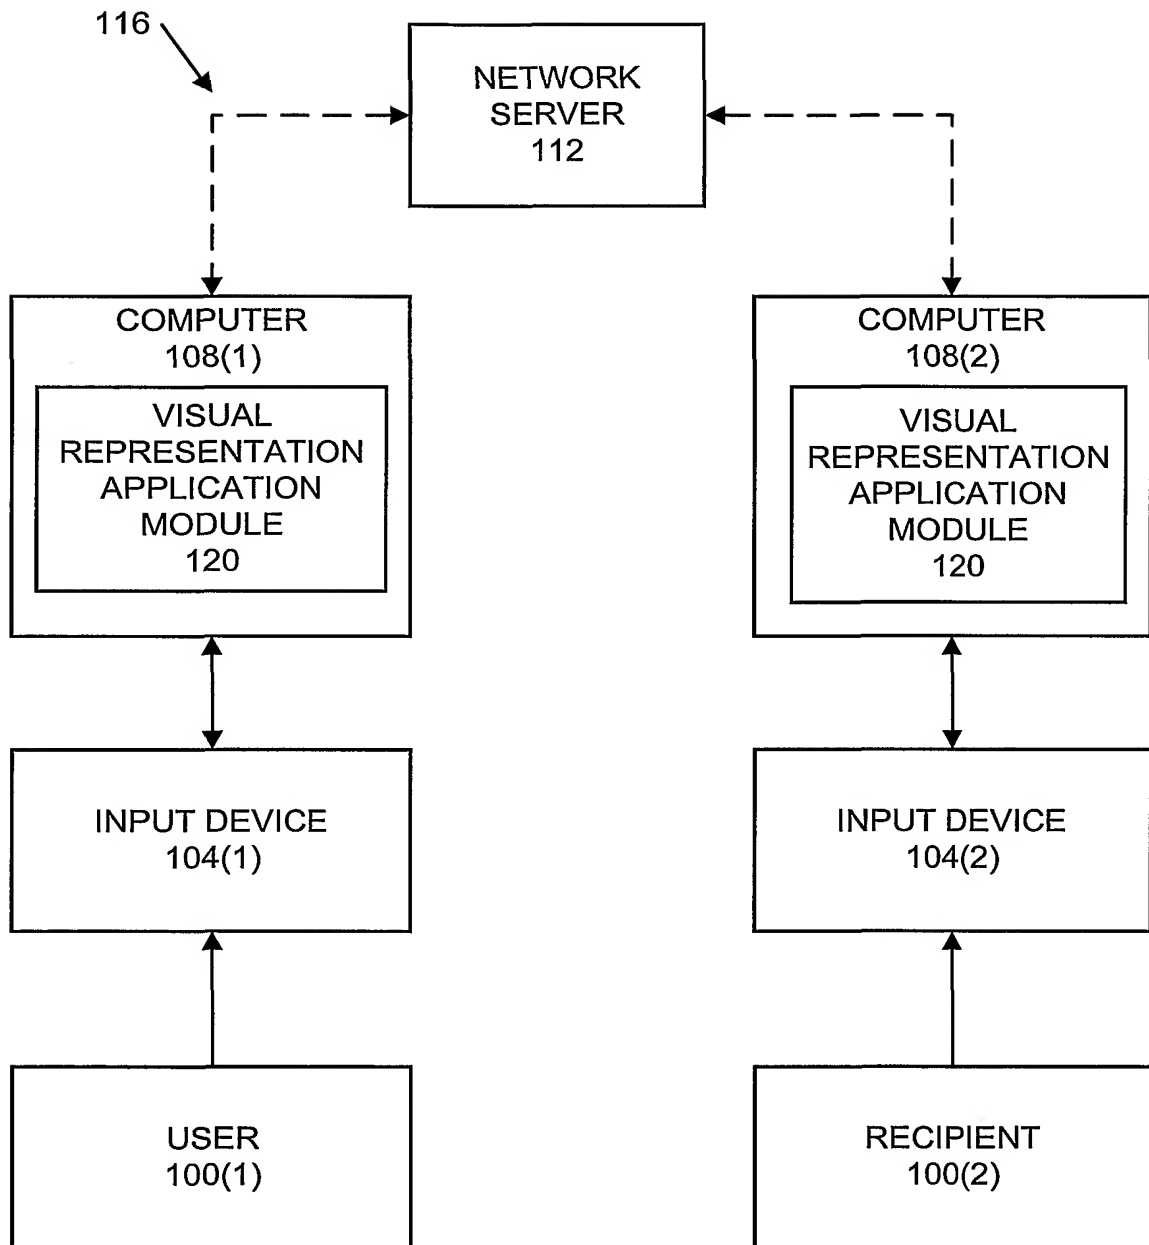 116
NETWORK
SERVER
112
COMPUTER
108(1)
VISUAL
REPRESENTATION
APPLICATION
MODULE
120
COMPUTER
108(2)
VISUAL
REPRESENTATION
APPLICATION
MODULE
120
INPUT DEVICE
104(1)
INPUT DEVICE
104(2)
USER
100(1)
RECIPIENT
100(2)